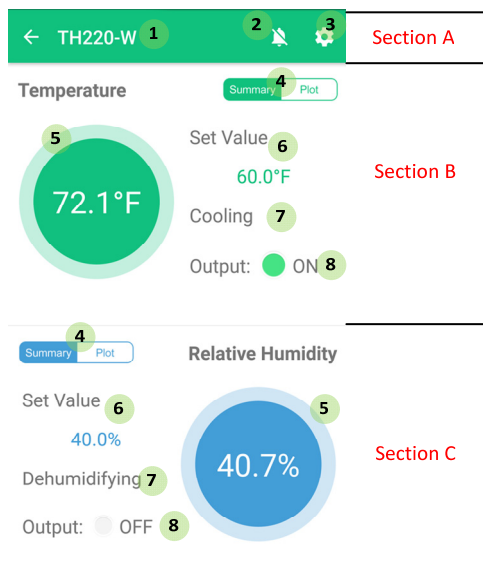 TH220-W 1 2 3 Section A
Temperature Summary 4 Plot
5 Set Value 6
72.1°F 60.0°F Section B
Cooling 7
Output: ON 8
4
Summary Plot Relative Humidity
Set Value 6 5
40.0% 40.7% Section C
Dehumidifying 7
Output: OFF 8